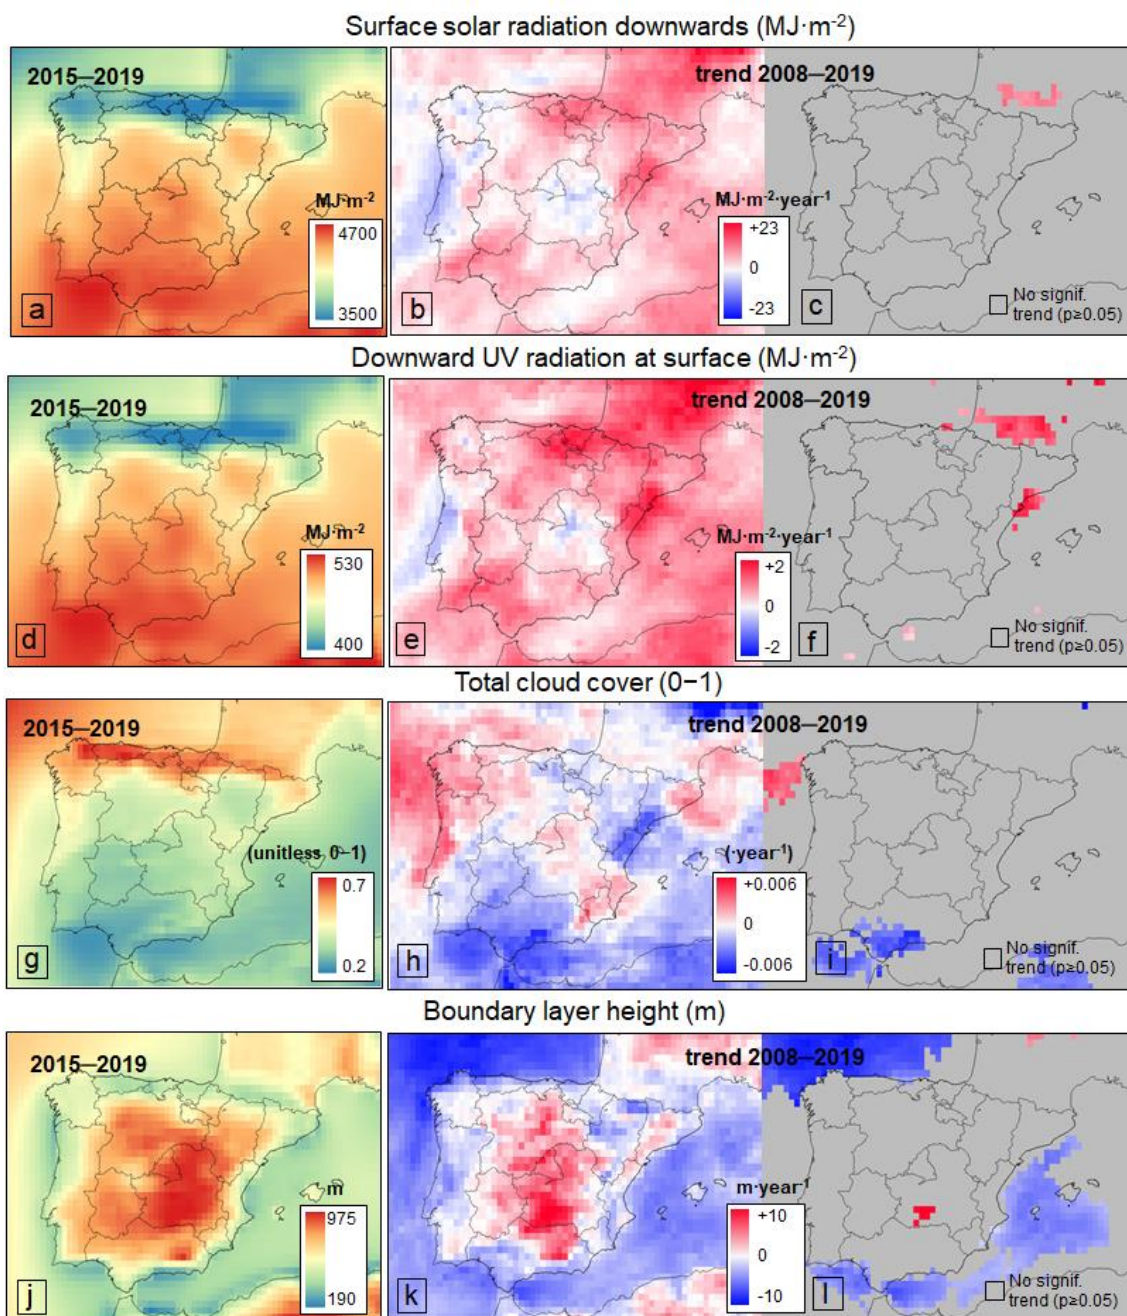 Surface solar radiation downwards (MJ·m-2)
2015–2019
trend 2008–2019
MJ·m-2
4700
3500
MJ·m-2·year-1
+23
0
-23
No signif.
trend (p≥0.05)
a
b
c
Downward UV radiation at surface (MJ·m-2)
2015–2019
trend 2008–2019
MJ·m-2
530
400
MJ·m-2·year-1
+2
0
-2
No signif.
trend (p≥0.05)
d
e
f
Total cloud cover (0−1)
2015–2019
trend 2008–2019
(unitless 0−1)
0.7
0.2
(·year-1)
+0.006
0
-0.006
No signif.
trend (p≥0.05)
g
h
i
Boundary layer height (m)
2015–2019
trend 2008–2019
m
975
190
m·year-1
+10
0
-10
No signif.
trend (p≥0.05)
j
k
l